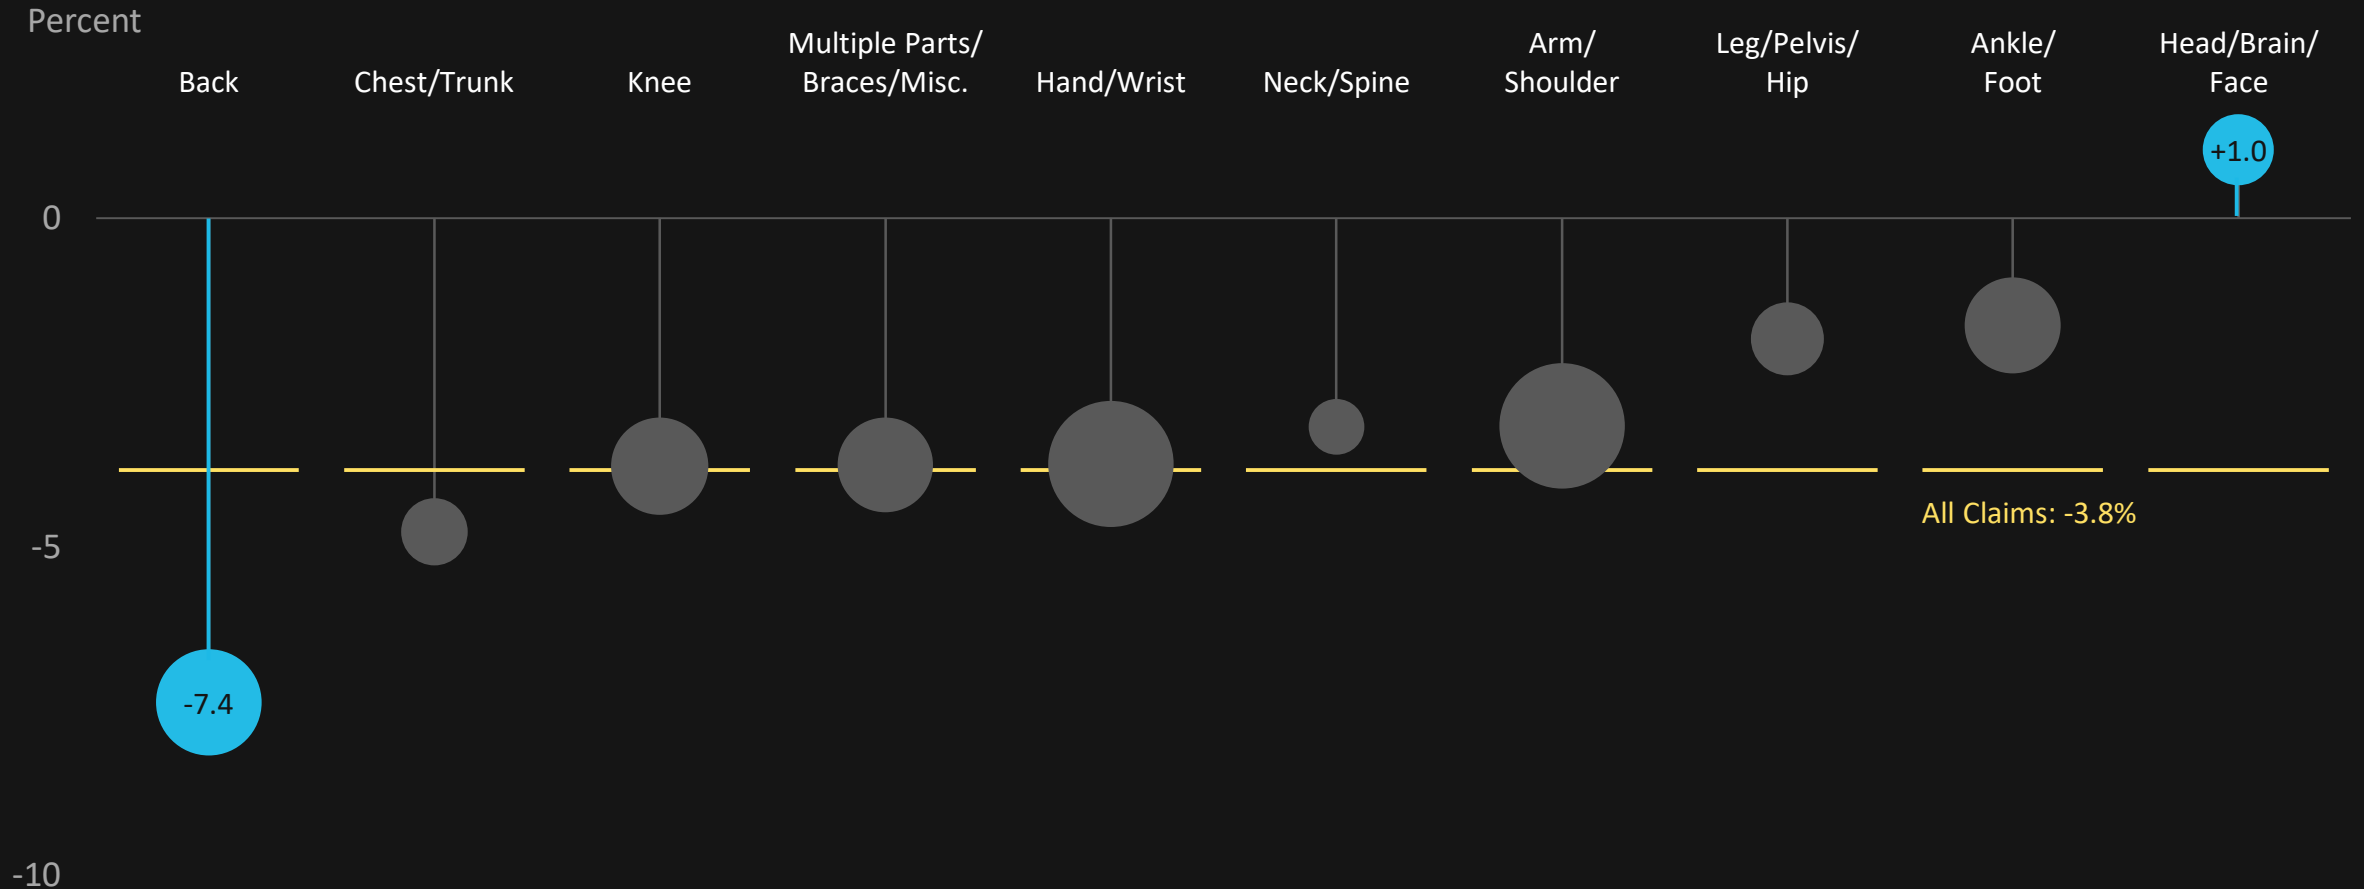 Percent
Back
Chest/Trunk
Knee
Multiple Parts/
Braces/Misc.
Hand/Wrist
Neck/Spine
Arm/
Shoulder
Leg/Pelvis/
Hip
Ankle/
Foot
Head/Brain/
Face
+1.0
0
All Claims: -3.8%
-5
-7.4
-10